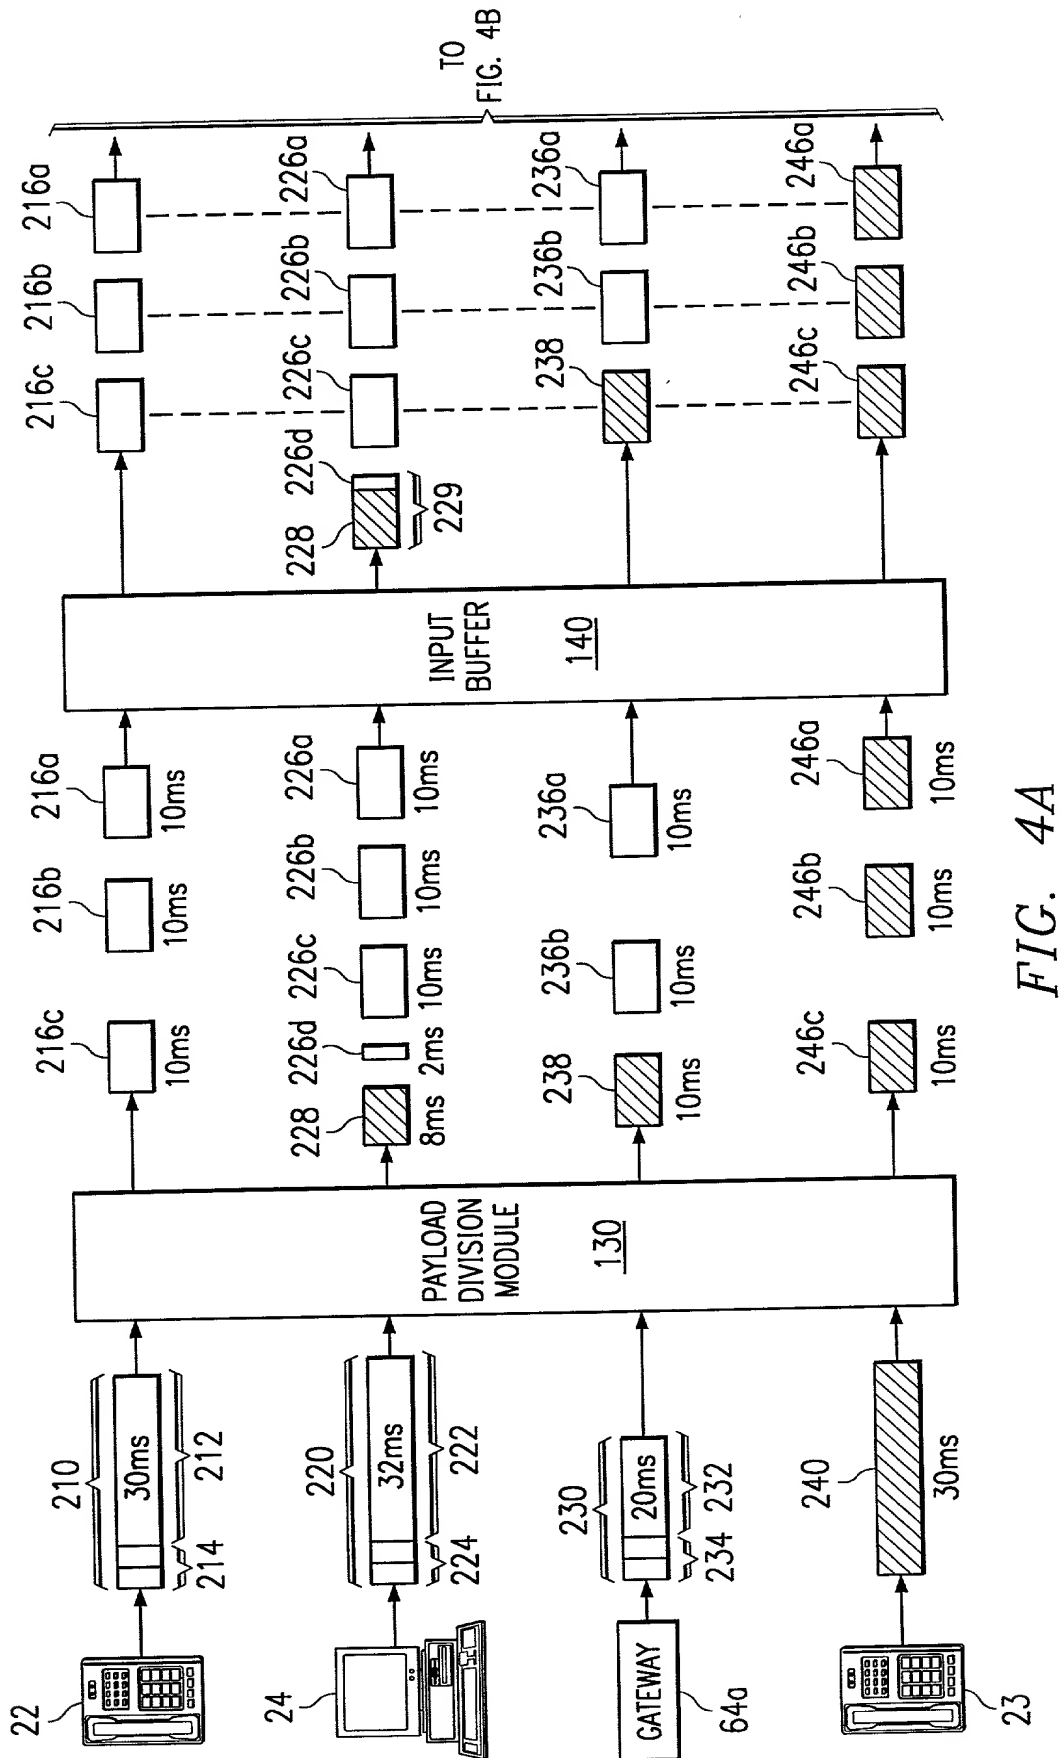 22
210
30ms
214
212
PAYLOAD
DIVISION
MODULE
130
216c
10ms
216b
10ms
216a
10ms
INPUT
BUFFER
140
216c
216b
216a
24
220
32ms
224
222
228
8ms
226d
2ms
226c
10ms
226b
10ms
226a
10ms
228
226d
229
226c
226b
226a
TO
FIG. 4B
GATEWAY
64a
230
20ms
234
232
238
10ms
236b
10ms
236a
10ms
238
236b
236a
23
240
30ms
246c
10ms
246b
10ms
246a
10ms
246c
246b
246a
FIG. 4A